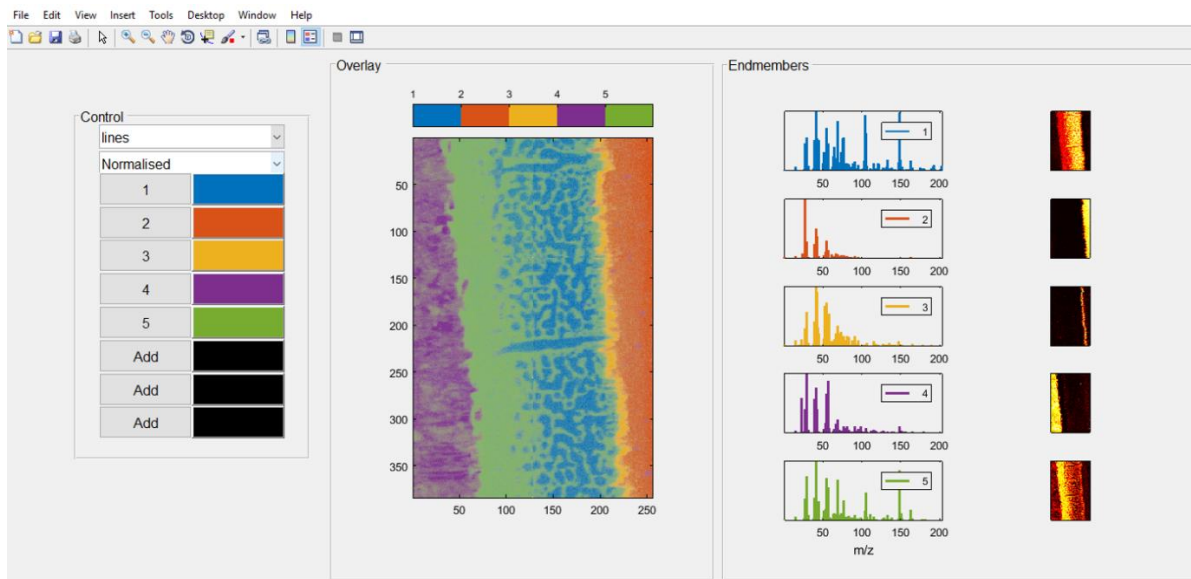 File Edit View Insert Tools Desktop Window Help
Control
lines
Normalised
1
2
3
4
5
Add
Add
Add
Overlay
1 2 3 4 5
50
100
150
200
250
300
350
50 100 150 200 250
Endmembers
1
50 100 150 200
2
50 100 150 200
3
50 100 150 200
4
50 100 150 200
5
50 100 150 200
m/z